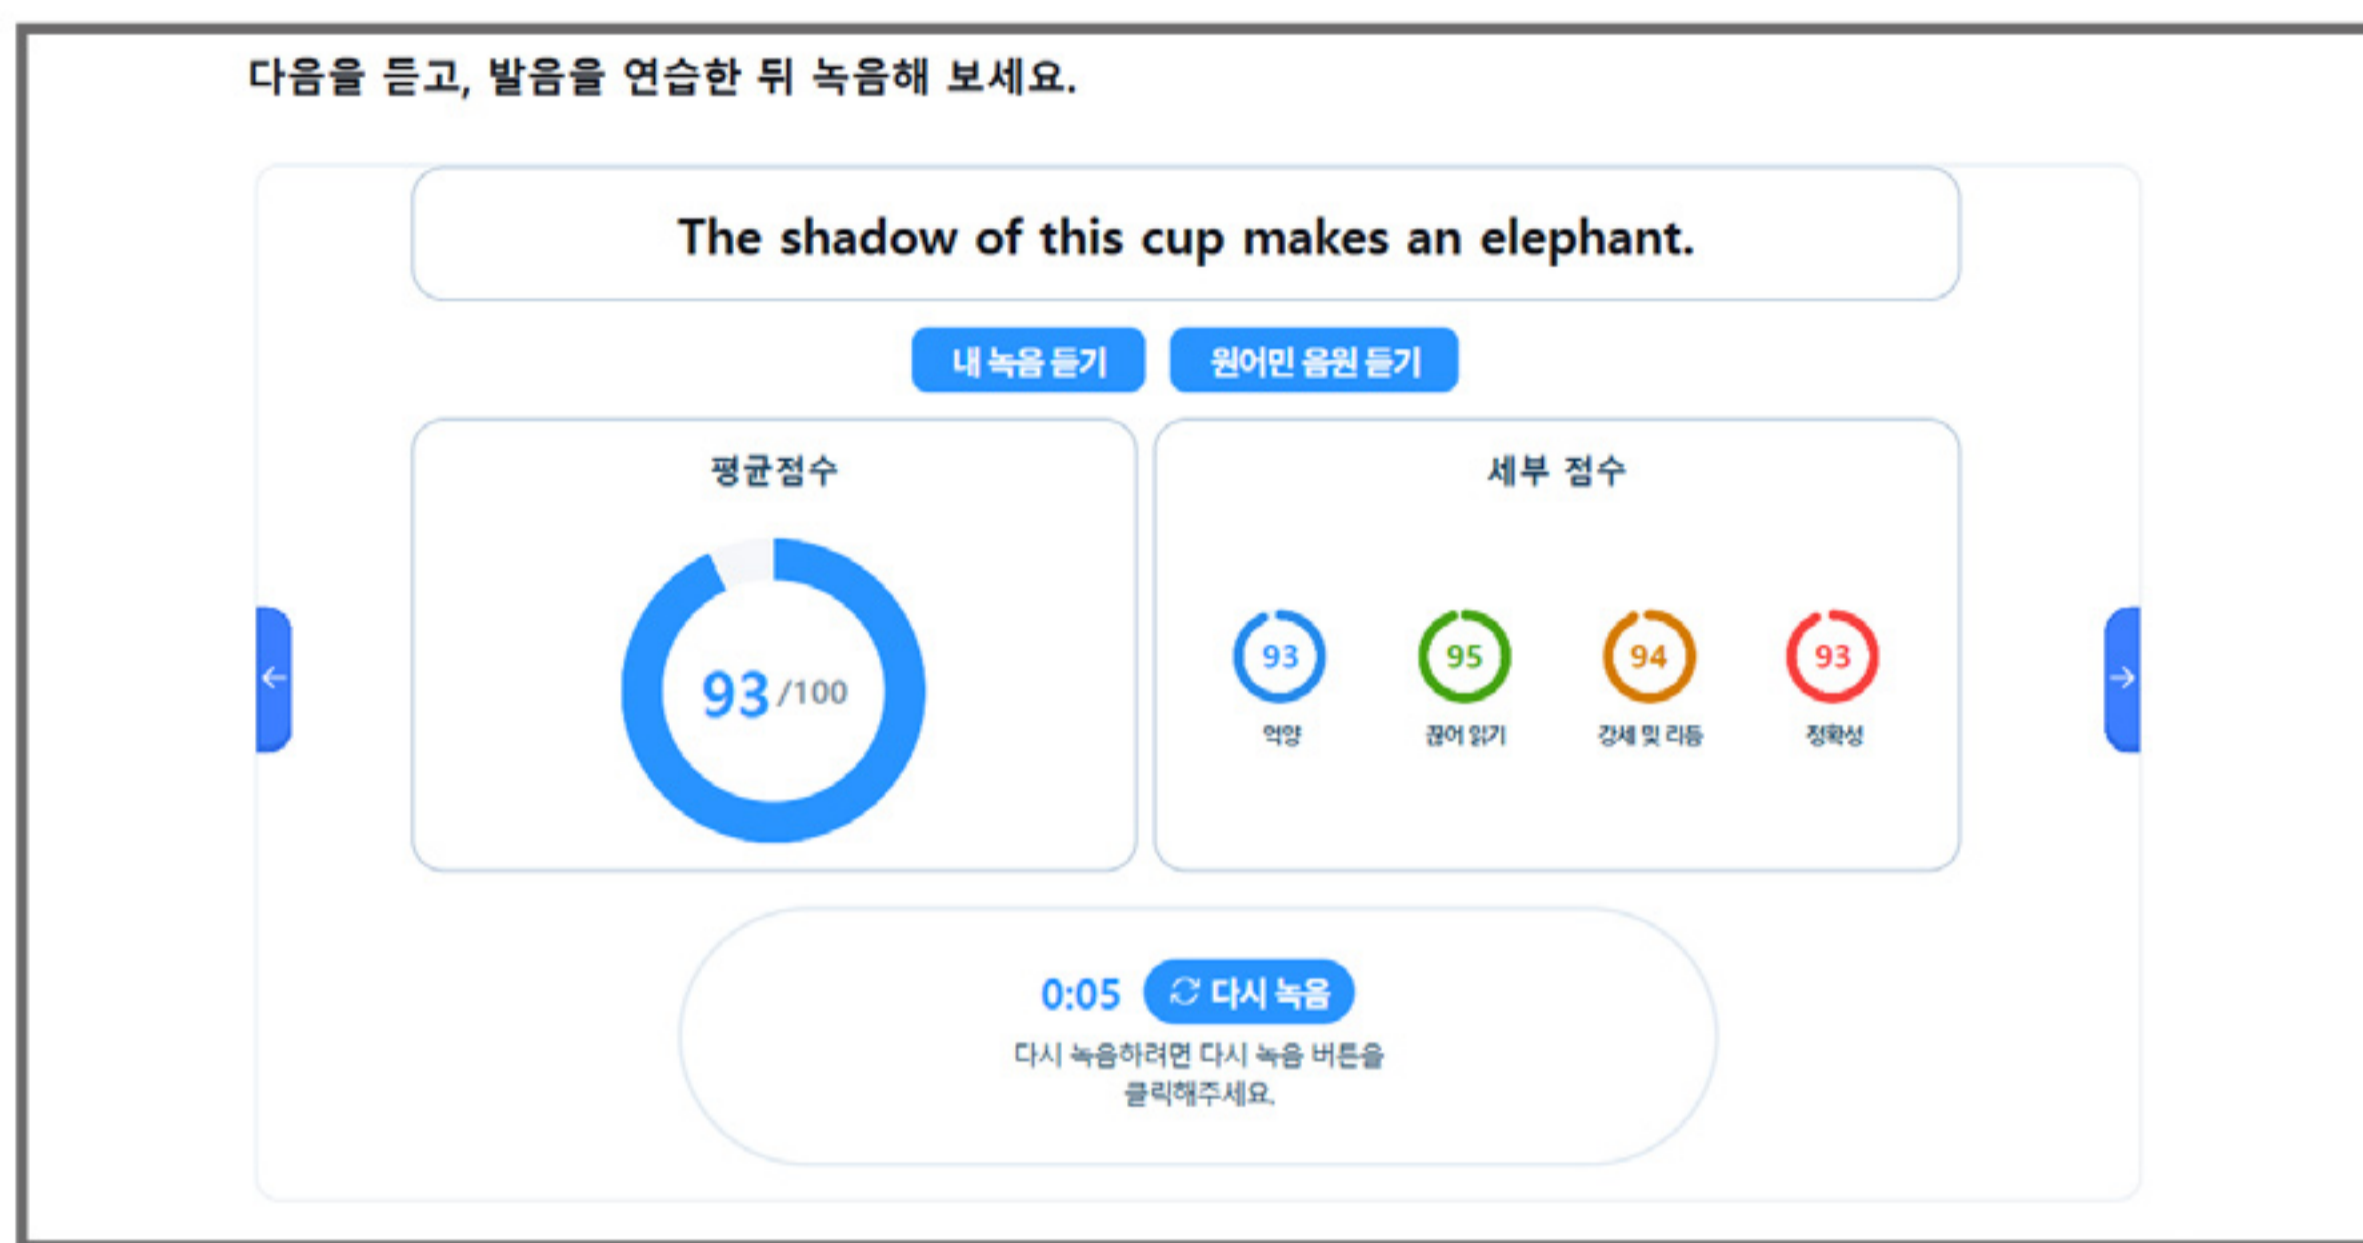 다음을 듣고, 발음을 연습한 뒤 녹음해 보세요.
The shadow of this cup makes an elephant.
내 녹음 듣기 원어민 음원 듣기
평균점수
93 /100
세부 점수
93 95 94 93
억양 끊어 읽기 강세 및 리듬 정확성
0:05 다시 녹음
다시 녹음하려면 다시 녹음 버튼을
클릭해주세요.